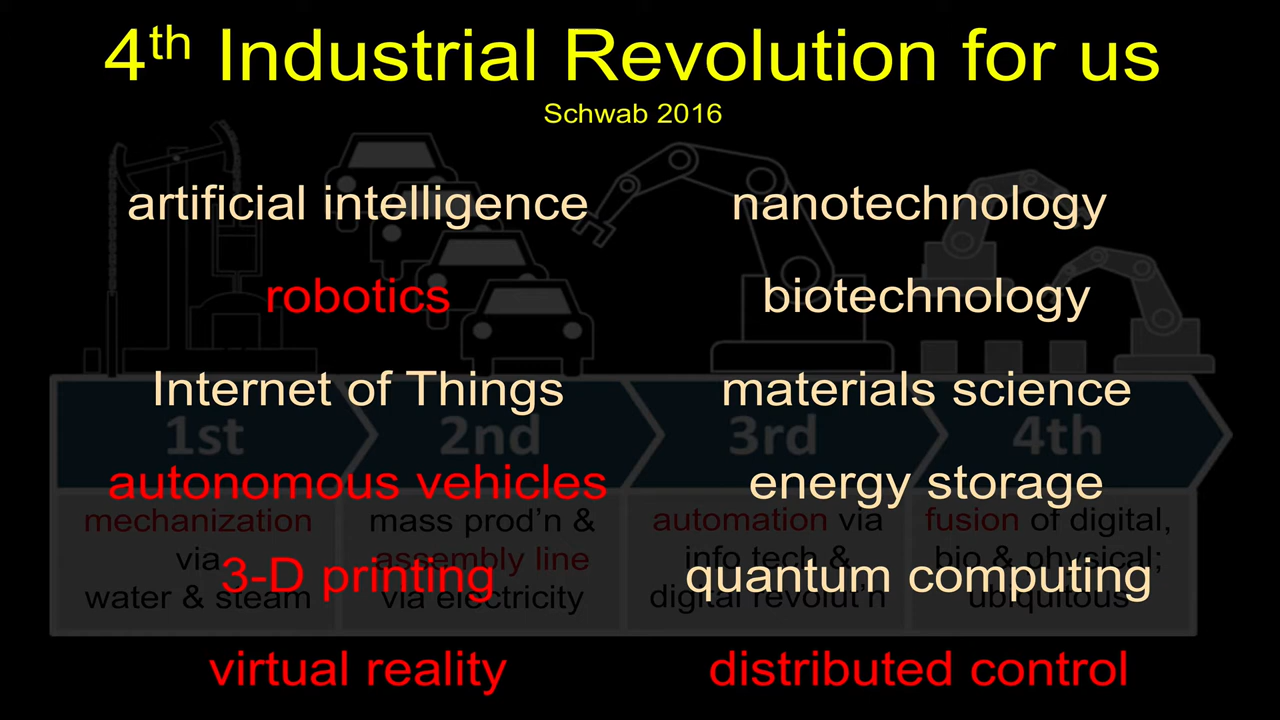 4th Industrial Revolution for us
Schwab 2016
artificial intelligence
nanotechnology
robotics
biotechnology
Internet of Things
materials science
1st
2nd
3rd
4th
autonomous vehicles
energy storage
mechanization
via
water & steam
mass prod'n &
assembly line
via electricity
automation via
info tech &
digital revolut'n
fusion of digital,
bio & physical;
ubiquitous
3-D printing
quantum computing
virtual reality
distributed control